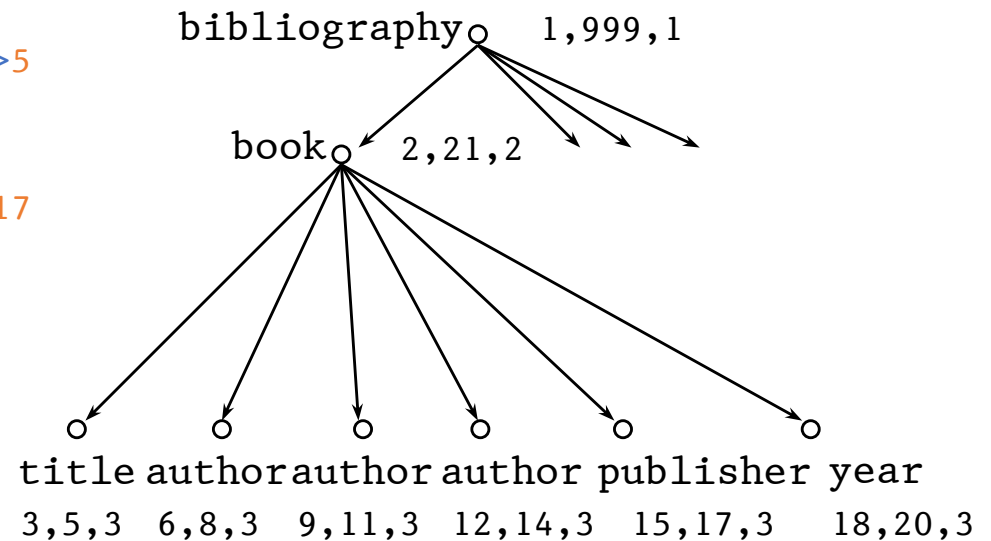 bibliography 1,999,1
>5
book 2,21,2
17
title author author author publisher year
3,5,3 6,8,3 9,11,3 12,14,3 15,17,3 18,20,3